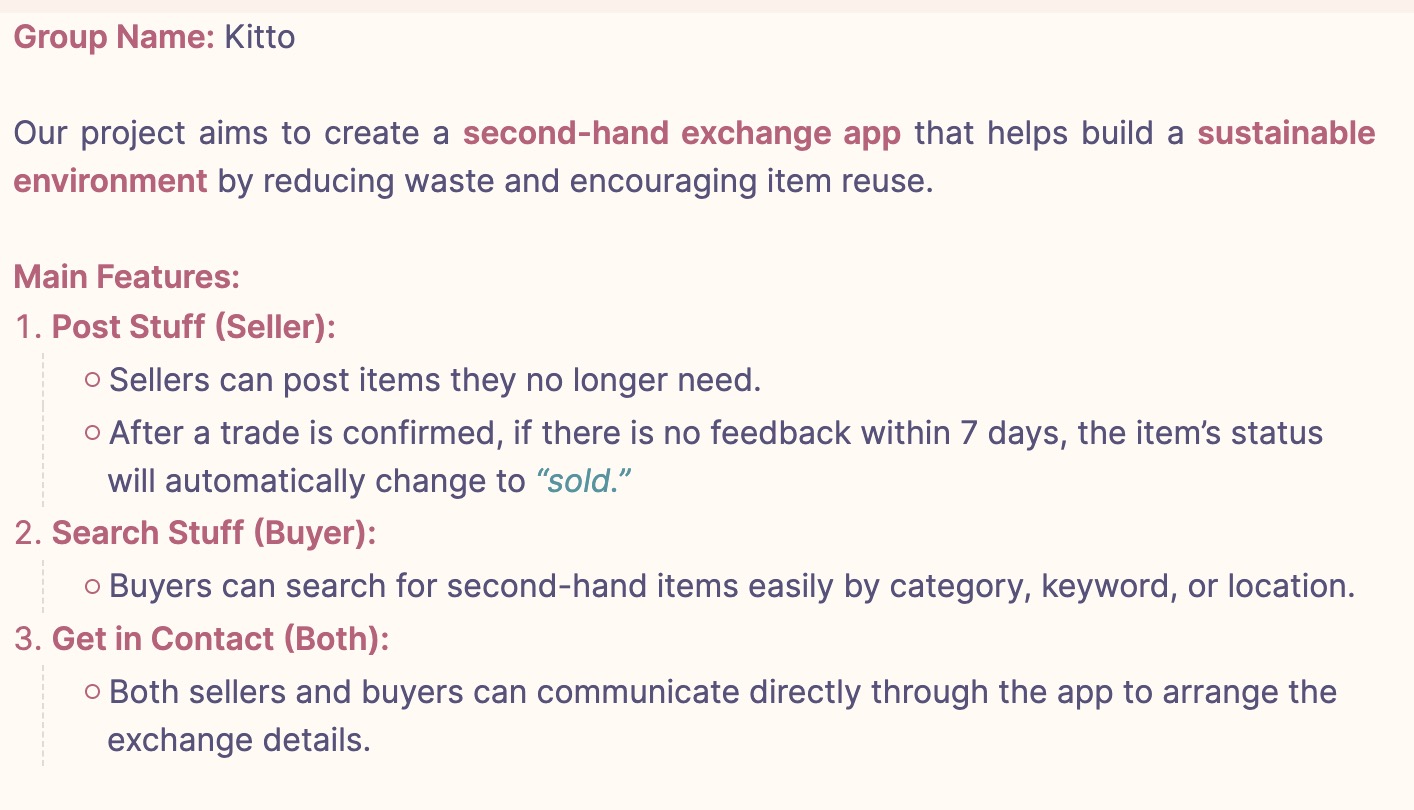 Group Name: Kitto
Our project aims to create a second-hand exchange app that helps build a sustainable
environment by reducing waste and encouraging item reuse.
Main Features:
1. Post Stuff (Seller):
○ Sellers can post items they no longer need.
○ After a trade is confirmed, if there is no feedback within 7 days, the item’s status
will automatically change to “sold.”
2. Search Stuff (Buyer):
○ Buyers can search for second-hand items easily by category, keyword, or location.
3. Get in Contact (Both):
○ Both sellers and buyers can communicate directly through the app to arrange the
exchange details.